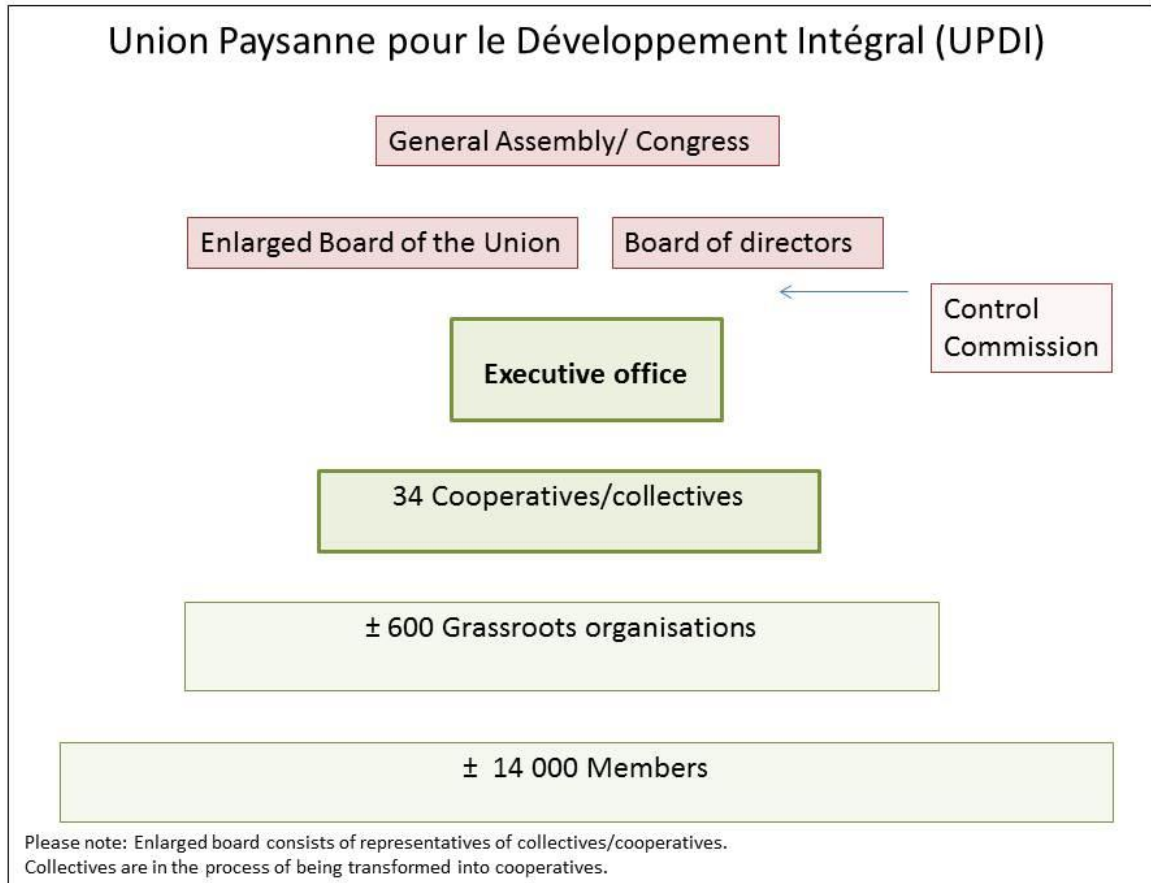 Union Paysanne pour le Développement Intégral (UPDI)
General Assembly/ Congress
Enlarged Board of the Union
Board of directors
Control
Commission
Executive office
34 Cooperatives/collectives
± 600 Grassroots organisations
± 14 000 Members
Please note: Enlarged board consists of representatives of collectives/cooperatives.
Collectives are in the process of being transformed into cooperatives.